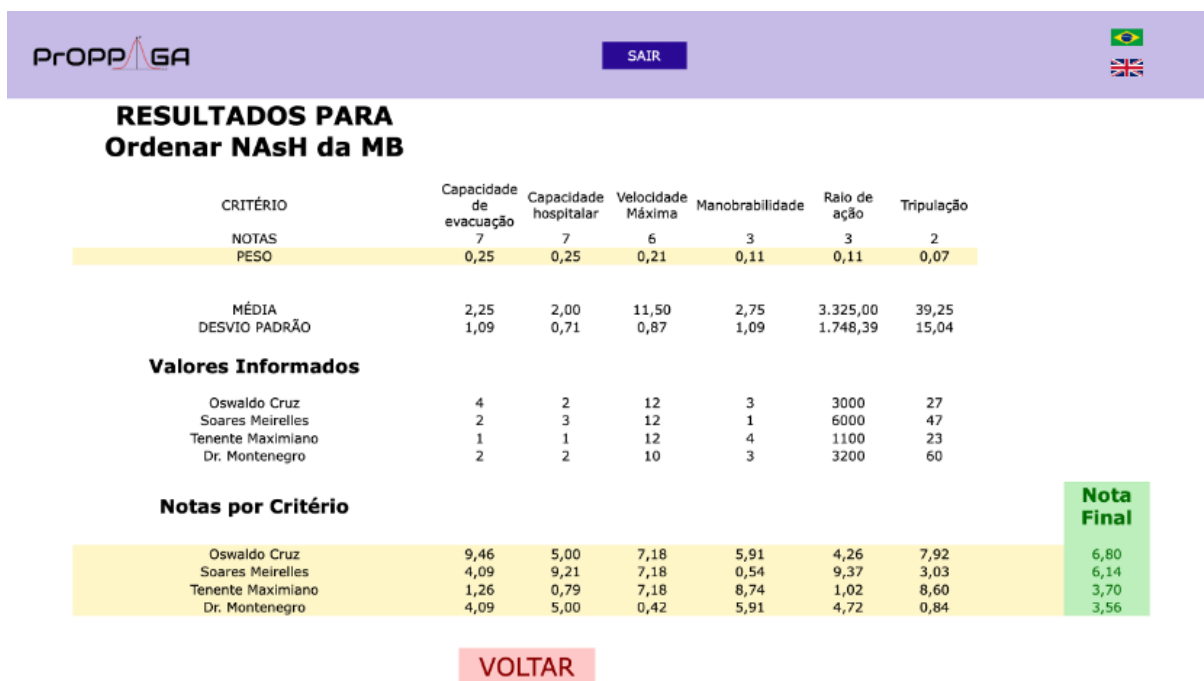 PrOPPAGA
SAIR
RESULTADOS PARA
Ordenar NAsH da MB
CRITÉRIO Capacidade de evacuação Capacidade hospitalar Velocidade Máxima Manobrabilidade Raio de ação Tripulação
NOTAS 7 7 6 3 3 2
PESO 0,25 0,25 0,21 0,11 0,11 0,07
MÉDIA 2,25 2,00 11,50 2,75 3.325,00 39,25
DESVIO PADRÃO 1,09 0,71 0,87 1,09 1.748,39 15,04
Valores Informados
Oswaldo Cruz 4 2 12 3 3000 27
Soares Meirelles 2 3 12 1 6000 47
Tenente Maximiano 1 1 12 4 1100 23
Dr. Montenegro 2 2 10 3 3200 60
Notas por Critério Nota Final
Oswaldo Cruz 9,46 5,00 7,18 5,91 4,26 7,92 6,80
Soares Meirelles 4,09 9,21 7,18 0,54 9,37 3,03 6,14
Tenente Maximiano 1,26 0,79 7,18 8,74 1,02 8,60 3,70
Dr. Montenegro 4,09 5,00 0,42 5,91 4,72 0,84 3,56
VOLTAR